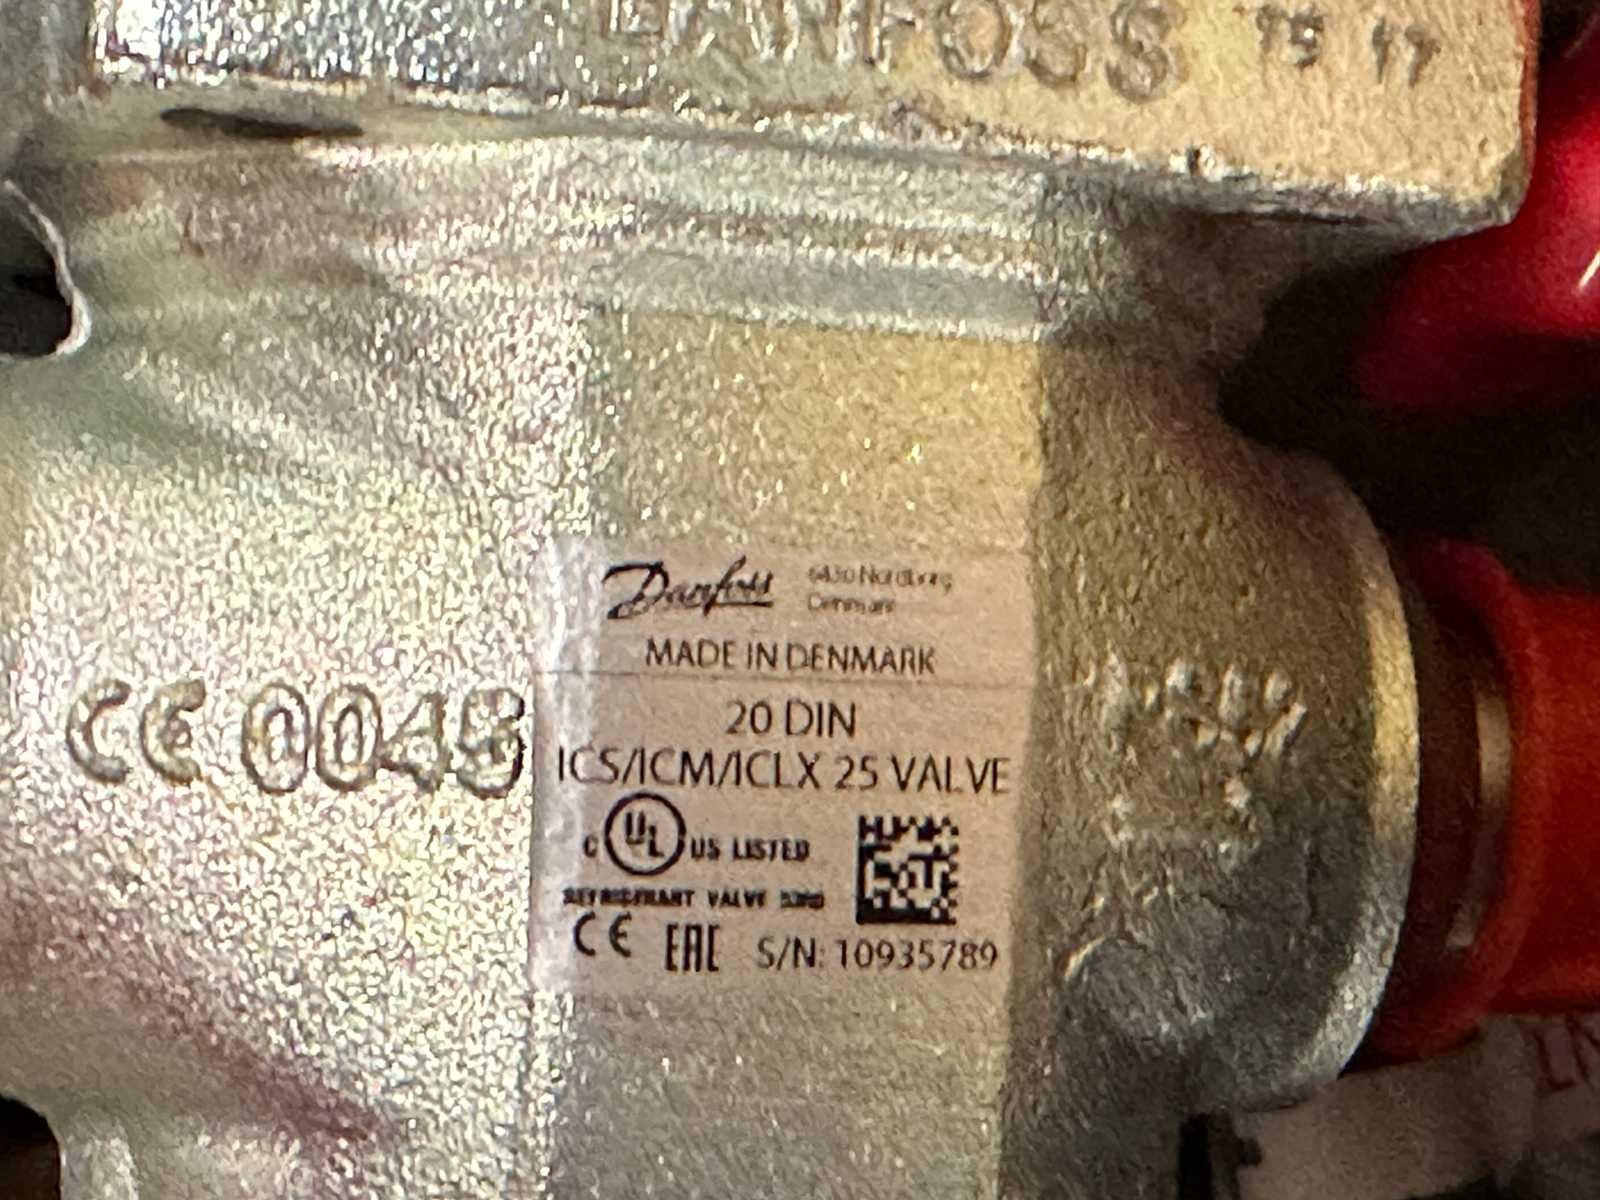 DANFOSS
Danfoss 6430 Nordborg
Denmark
MADE IN DENMARK
20 DIN
ICS/ICM/ICLX 25 VALVE
CE 0045
C UL US LISTED
REFRIGERANT VALVE
CE EAC S/N: 10935789